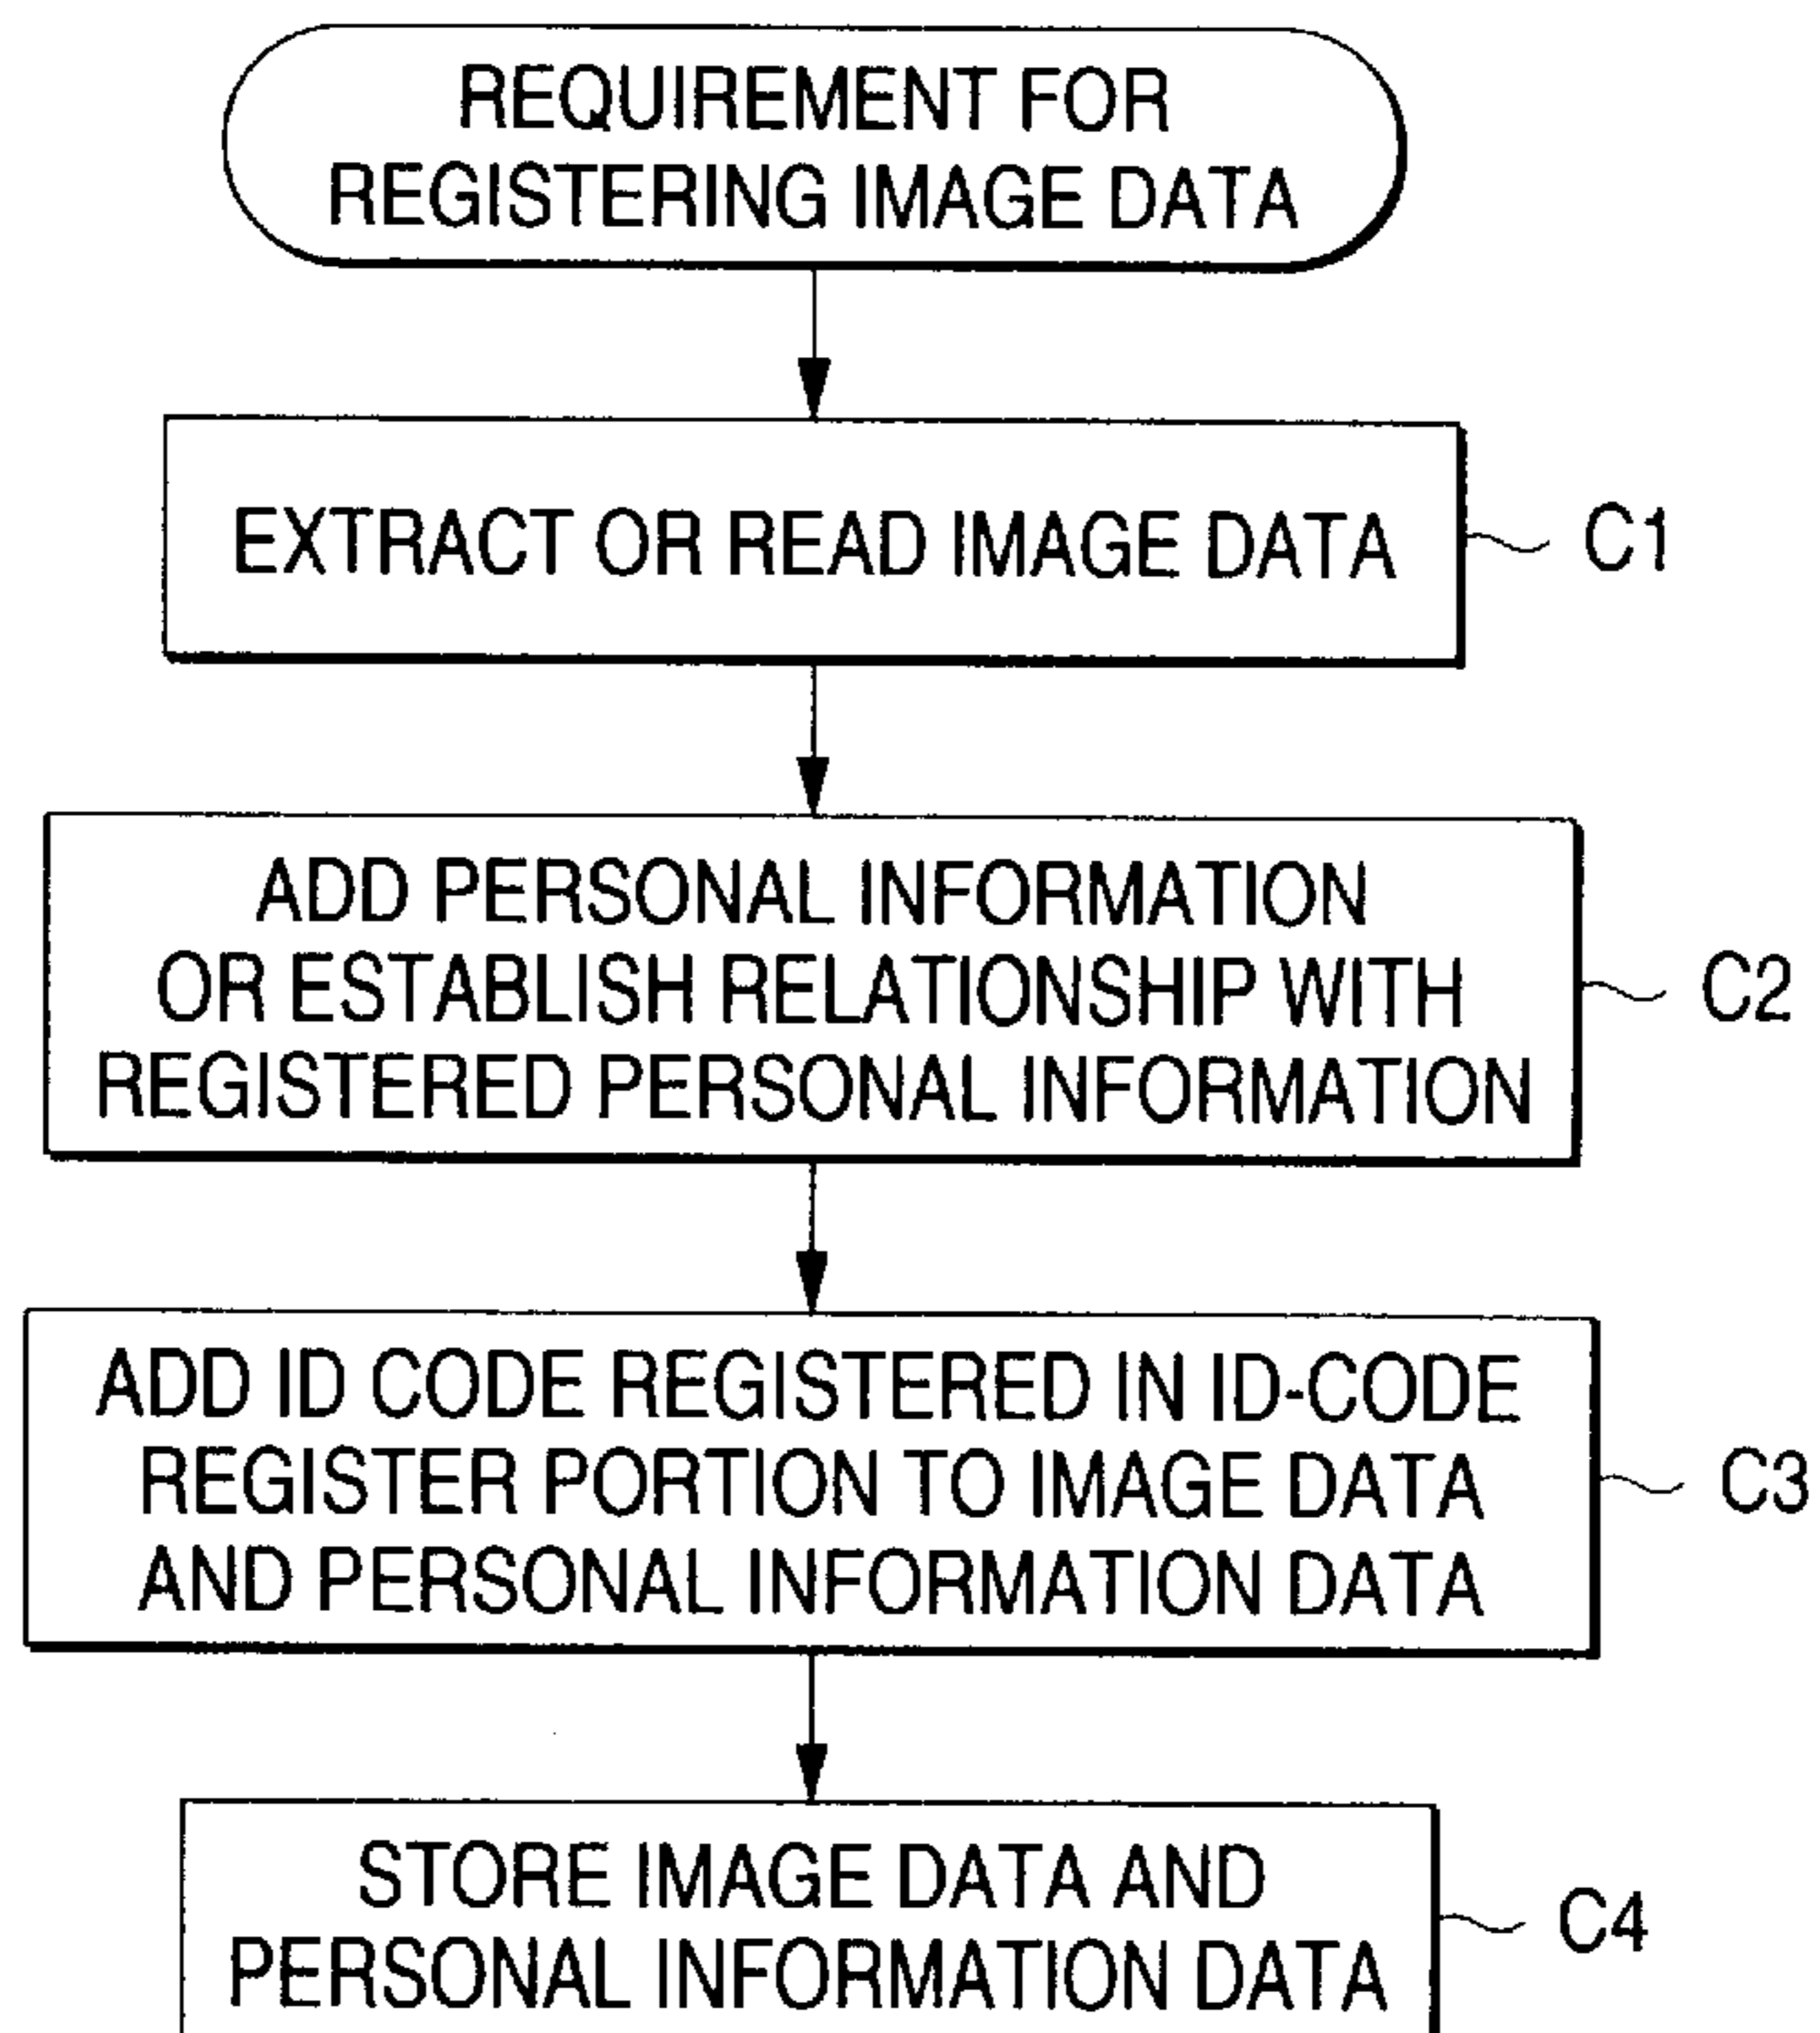 REQUIREMENT FOR
REGISTERING IMAGE DATA
EXTRACT OR READ IMAGE DATA
C1
ADD PERSONAL INFORMATION
OR ESTABLISH RELATIONSHIP WITH
REGISTERED PERSONAL INFORMATION
C2
ADD ID CODE REGISTERED IN ID-CODE
REGISTER PORTION TO IMAGE DATA
AND PERSONAL INFORMATION DATA
C3
STORE IMAGE DATA AND
PERSONAL INFORMATION DATA
C4